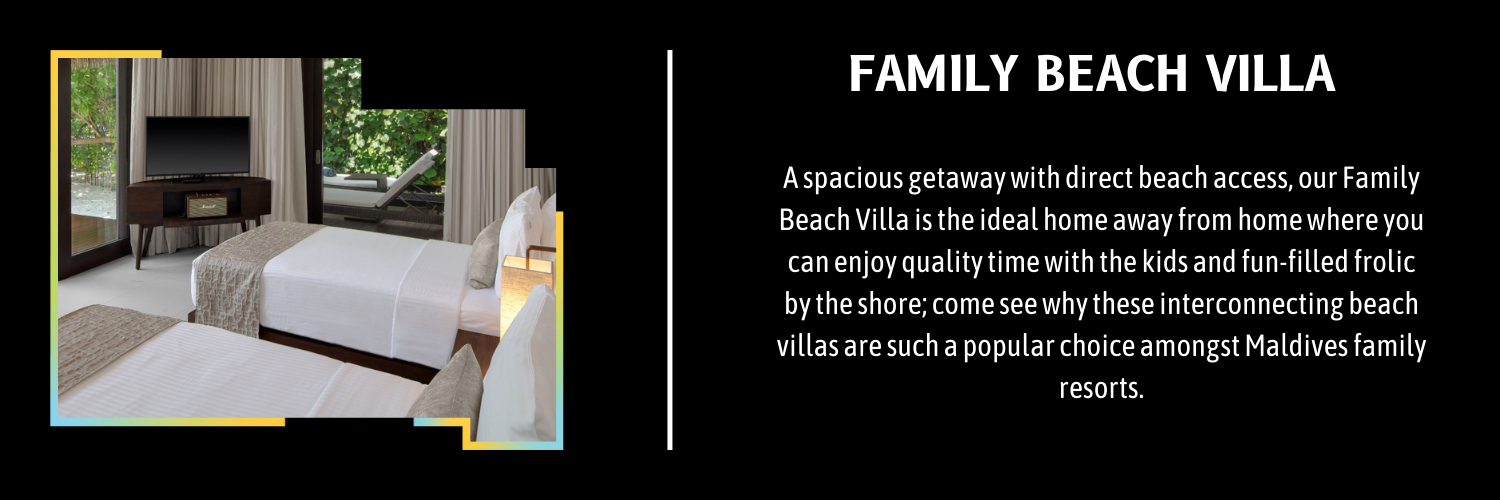 FAMILY BEACH VILLA
A spacious getaway with direct beach access, our Family
Beach Villa is the ideal home away from home where you
can enjoy quality time with the kids and fun-filled frolic
by the shore; come see why these interconnecting beach
villas are such a popular choice amongst Maldives family
resorts.